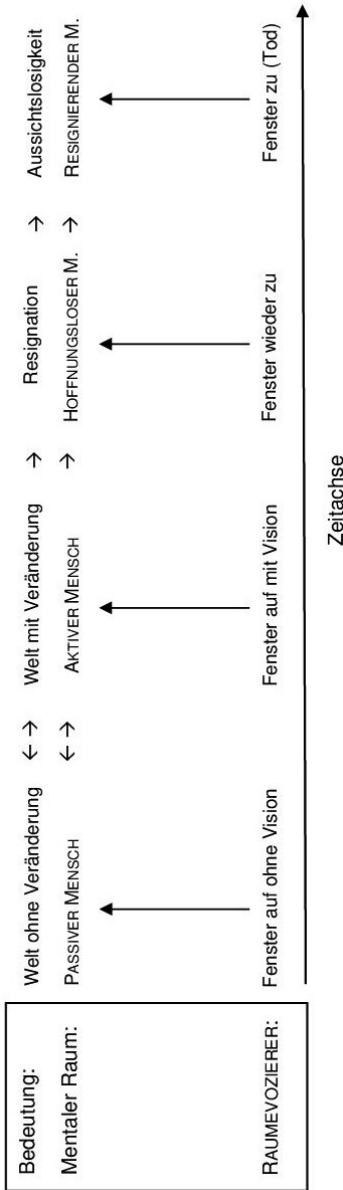 Bedeutung: Welt ohne Veränderung ← → Welt mit Veränderung → Resignation → Aussichtslosigkeit
Mentaler Raum: PASSIVER MENSCH ← → AKTIVER MENSCH → HOFFNUNGSLOSER M. → RESIGNIERENDER M.
RAUMEVOZIERER: Fenster auf ohne Vision Fenster auf mit Vision Fenster wieder zu Fenster zu (Tod)
Zeitachse